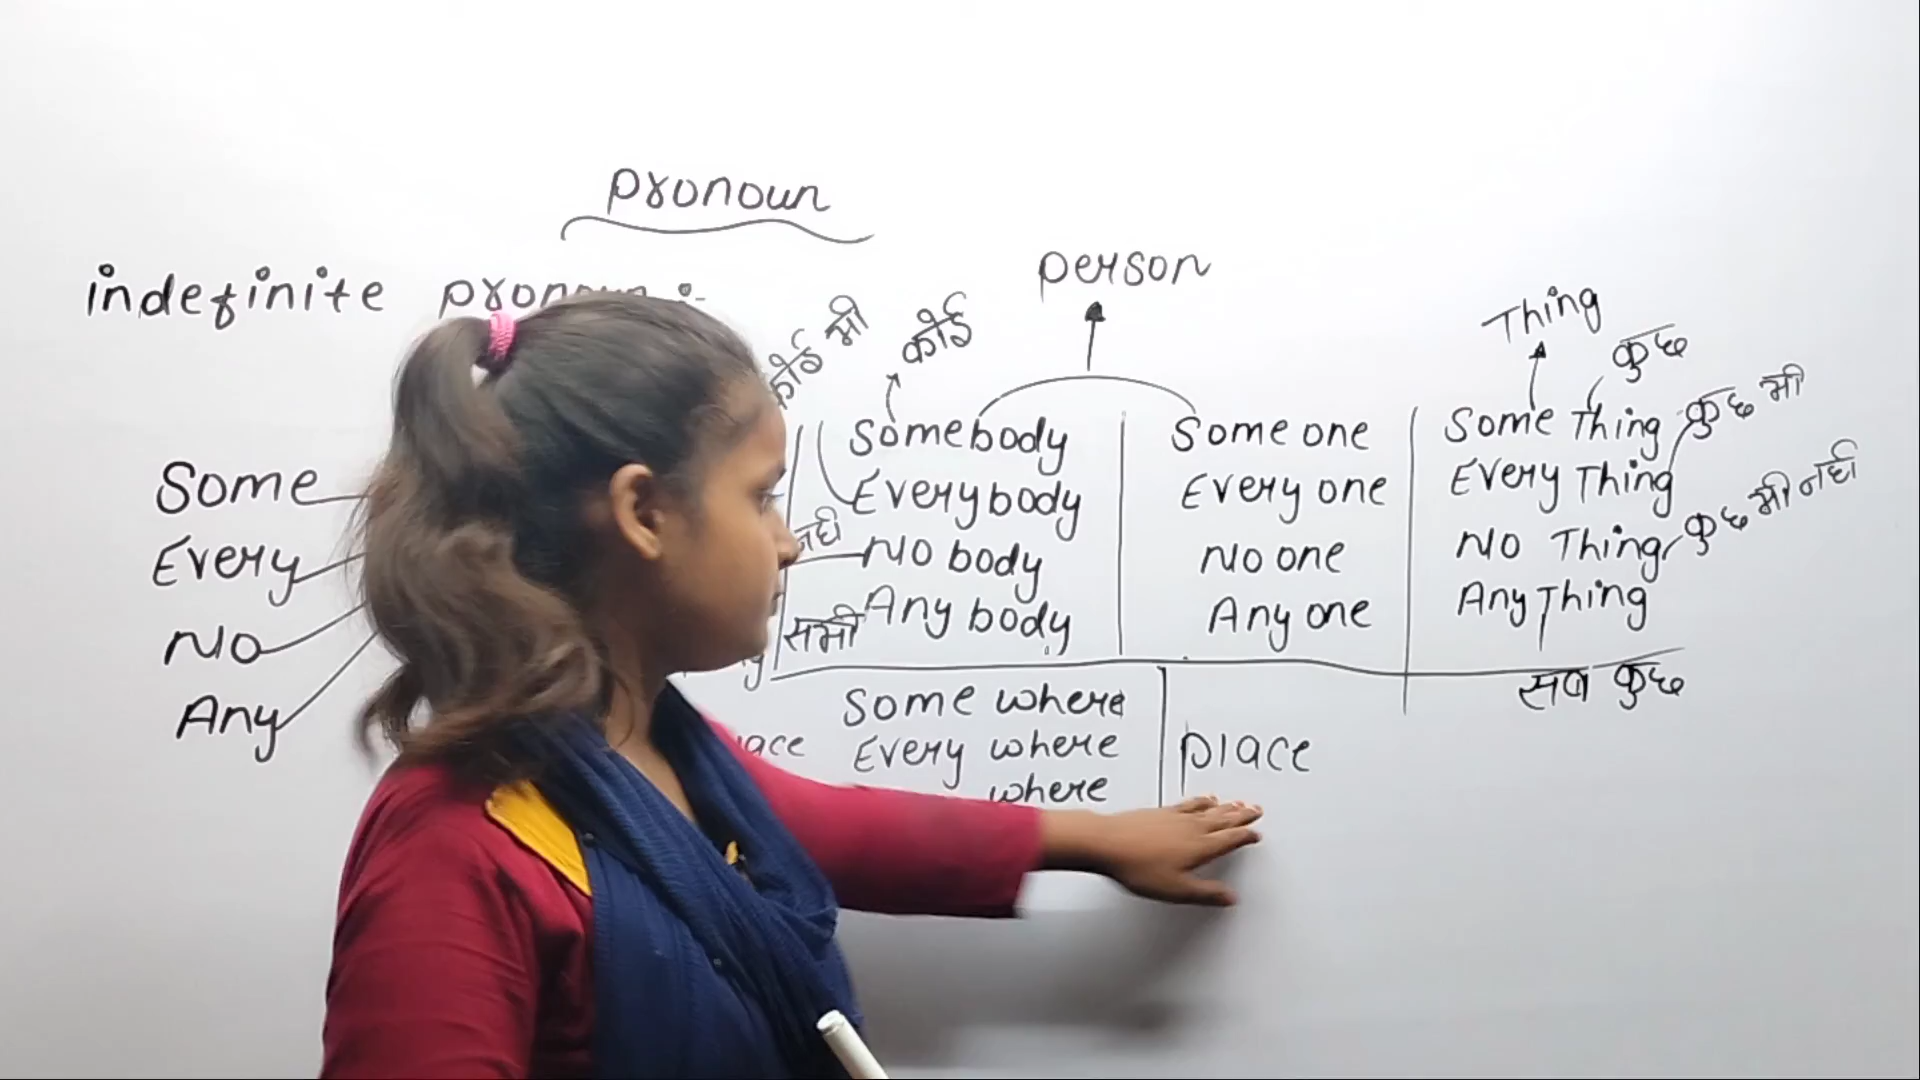 pronoun
indefinite pronoun :-
person
Thing
कोई भी
कोई
कुछ
कुछ भी
कुछ भी नहीं
Some
Every
No
Any
Somebody
Everybody
No body
Any body
नहीं
सभी
Some one
Every one
No one
Any one
Some Thing
Every Thing
No Thing
Any Thing
सब कुछ
Some where
Every where
where
place